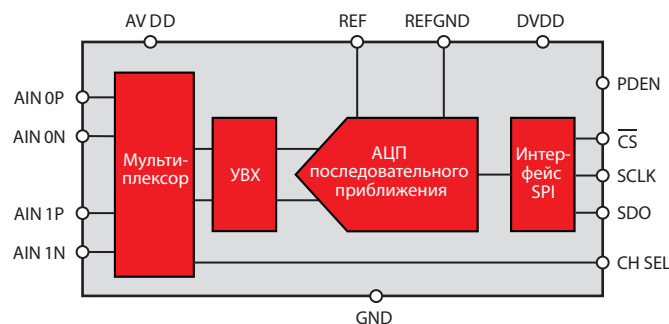 AV DD
REF
REFGND
DVDD
AIN 0P
AIN 0N
AIN 1P
AIN 1N
Мульти-
плексор
УВХ
АЦП
последовательного
приближения
Интер-
фейс
SPI
PDEN
CS
SCLK
SDO
CH SEL
GND